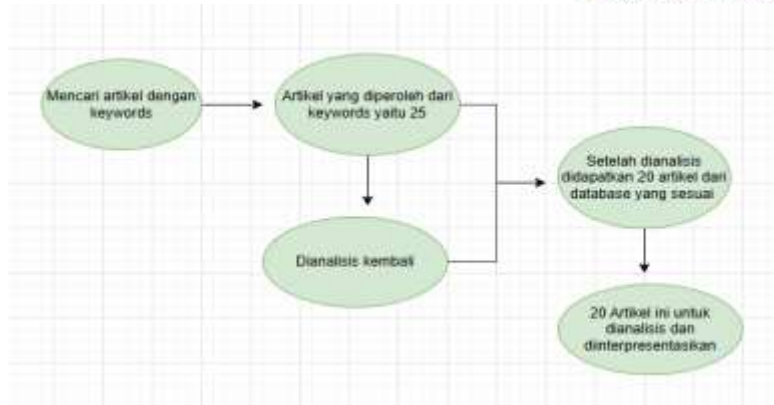 Mencari artikel dengan
keywords
Artikel yang diperoleh dari
keywords yaitu 25
Dianalisis kembali
Setelah dianalisis
didapatkan 20 artikel dari
database yang sesuai
20 Artikel ini untuk
dianalisis dan
diinterpresentasikan